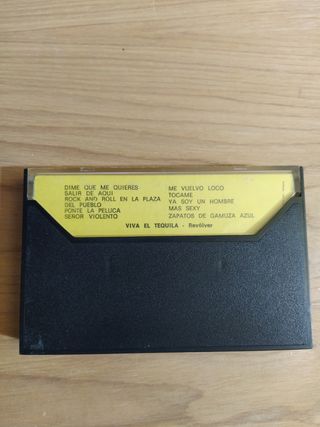 DIME QUE ME QUIERES
SALIR DE AQUI
ROCK AND ROLL EN LA PLAZA
DEL PUEBLO
PONTE LA PELUCA
SEÑOR VIOLENTO
ME VUELVO LOCO
TOCAME
YA SOY UN HOMBRE
MAS SEXY
ZAPATOS DE GAMUZA AZUL
VIVA EL TEQUILA - Revólver